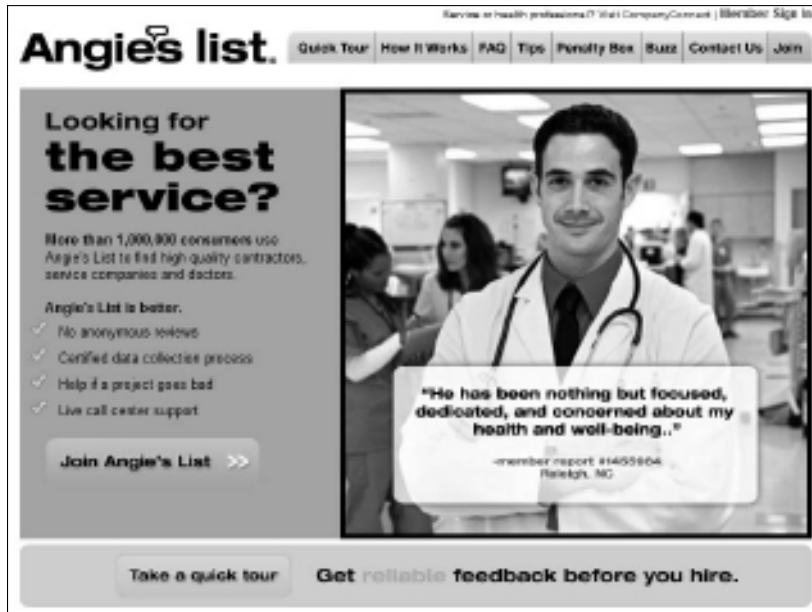 Service or health professional? Visit CompanyConnect | Member Sign In
Angie's list.
Quick Tour How It Works FAQ Tips Penalty Box Buzz Contact Us Join
Looking for
the best
service?
More than 1,000,000 consumers use
Angie's List to find high quality contractors,
service companies and doctors.
Angie's List is better.
No anonymous reviews
Certified data collection process
Help if a project goes bad
Live call center support
Join Angie's List >>
"He has been nothing but focused,
dedicated, and concerned about my
health and well-being.."
-member report
Raleigh, NC
Take a quick tour
Get reliable feedback before you hire.